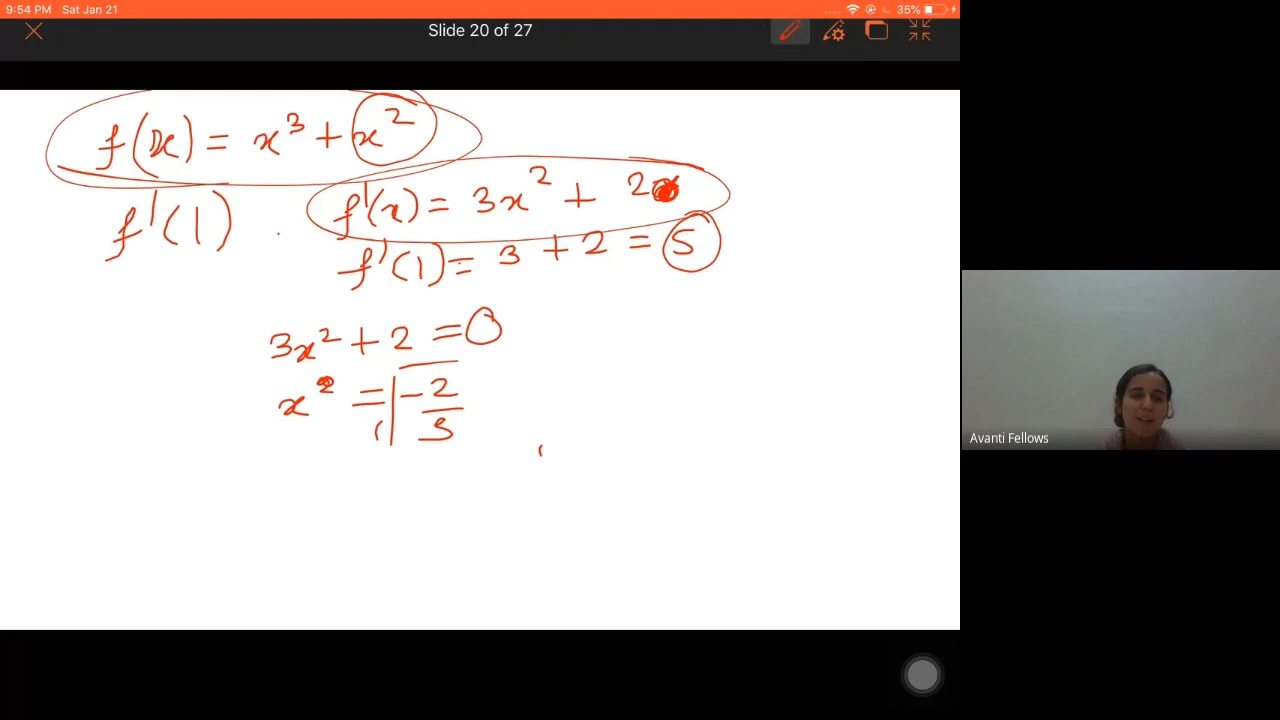 9:54 PM Sat Jan 21 35%
Slide 20 of 27
f(x) = x³ + x²
f'(1) f'(x) = 3x² + 2
f'(1) = 3 + 2 = 5
3x² + 2 = 0
x = √-2/3
Avanti Fellows